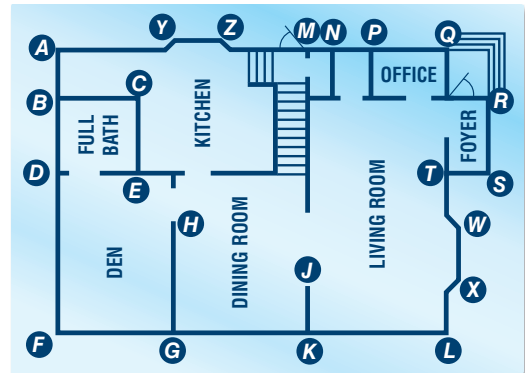 Y Z M N P Q
A
OFFICE
B C R
FULL
BATH
KITCHEN
FOYER
D E T S
H W
DEN
DINING ROOM
LIVING ROOM
J X
F G K L